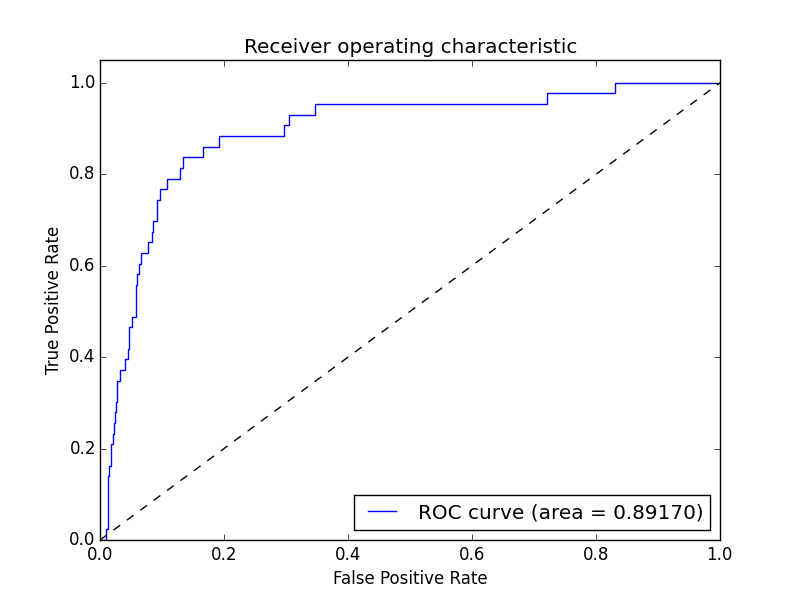 Receiver operating characteristic
True Positive Rate
1.0
0.8
0.6
0.4
0.2
0.0
ROC curve (area = 0.89170)
0.0 0.2 0.4 0.6 0.8 1.0
False Positive Rate